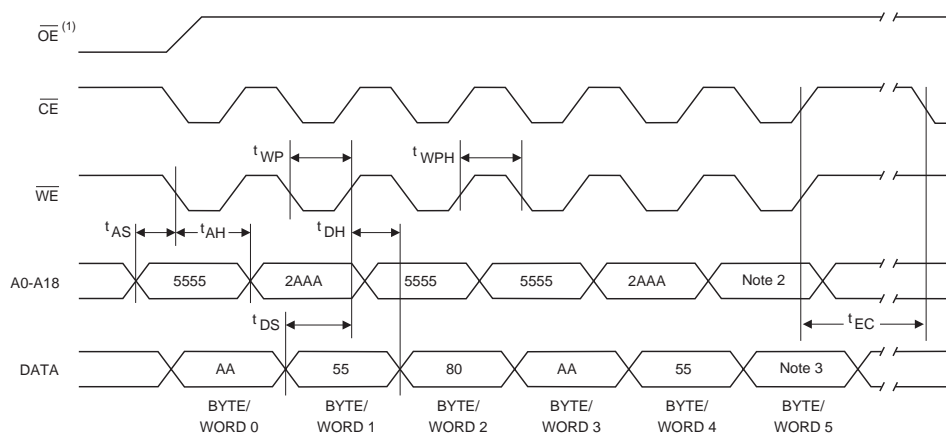 OE (1)
CE
t WP
t WPH
WE
t AS
t AH
t DH
A0-A18
5555
2AAA
5555
5555
2AAA
Note 2
t DS
t EC
DATA
AA
55
80
AA
55
Note 3
BYTE/
WORD 0
BYTE/
WORD 1
BYTE/
WORD 2
BYTE/
WORD 3
BYTE/
WORD 4
BYTE/
WORD 5